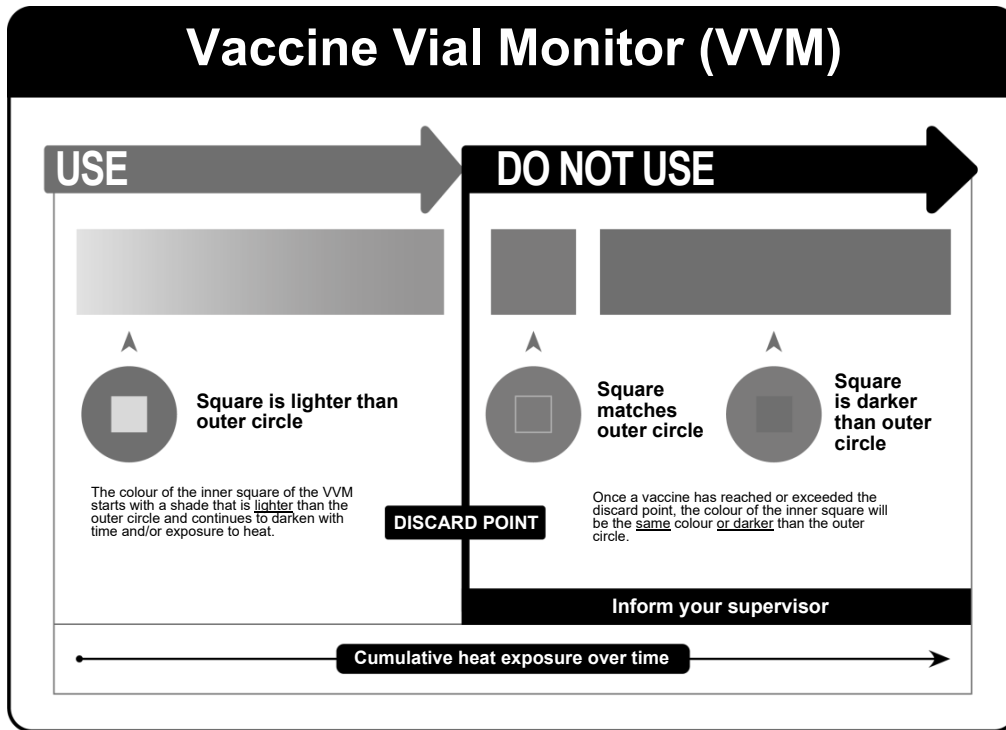 Vaccine Vial Monitor (VVM)
USE
DO NOT USE
Square is lighter than
outer circle
Square
matches
outer circle
Square
is darker
than outer
circle
The colour of the inner square of the VVM
starts with a shade that is lighter than the
outer circle and continues to darken with
time and/or exposure to heat.
DISCARD POINT
Once a vaccine has reached or exceeded the
discard point, the colour of the inner square will
be the same colour or darker than the outer
circle.
Inform your supervisor
Cumulative heat exposure over time